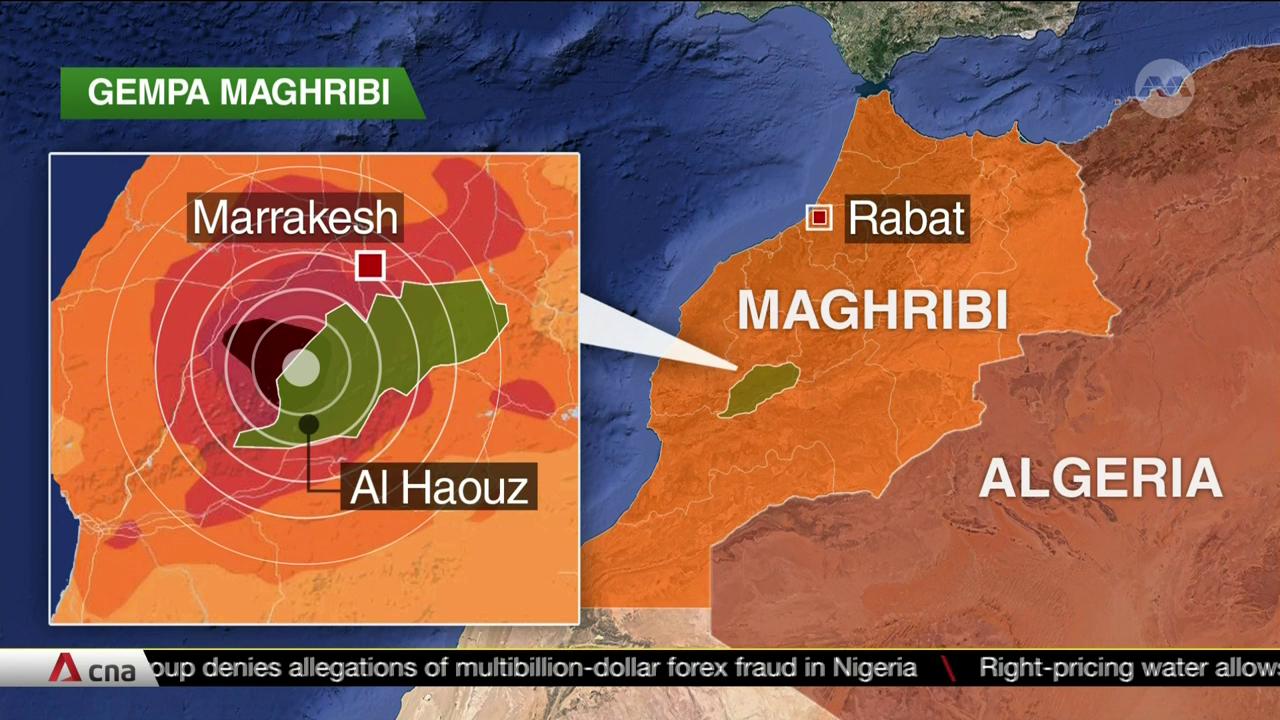 GEMPA MAGHRIBI
Marrakesh
Al Haouz
Rabat
MAGHRIBI
ALGERIA
cna
oup denies allegations of multibillion-dollar forex fraud in Nigeria \ Right-pricing water allows